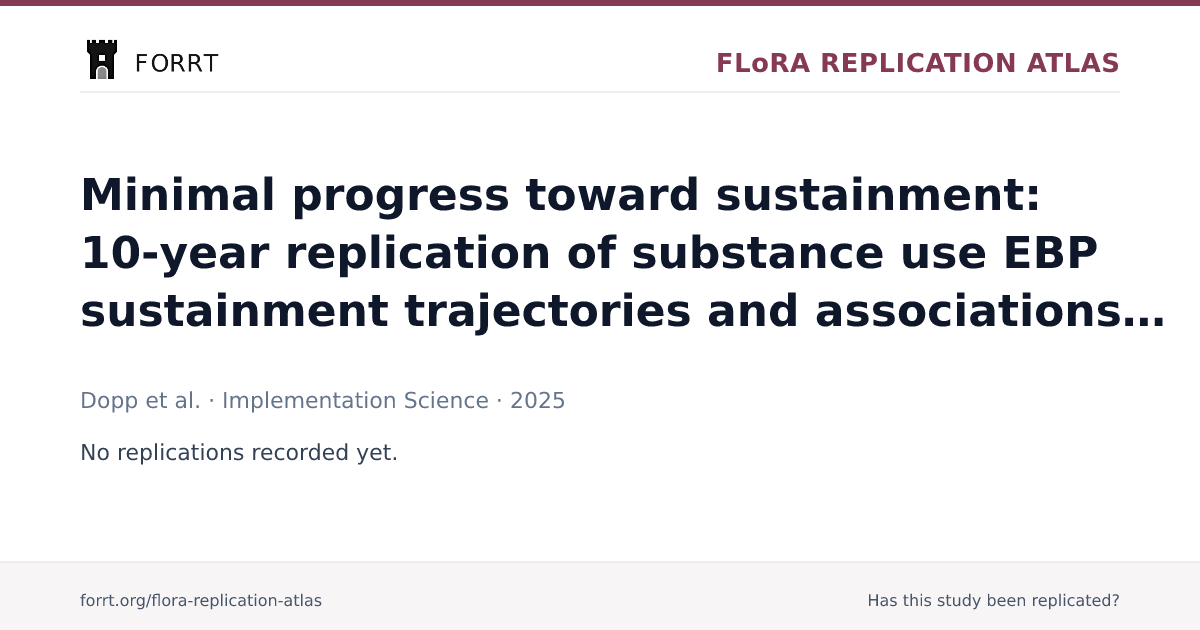 FORRT
FLoRA REPLICATION ATLAS
Minimal progress toward sustainment:
10-year replication of substance use EBP
sustainment trajectories and associations…
Dopp et al. · Implementation Science · 2025
No replications recorded yet.
forrt.org/flora-replication-atlas
Has this study been replicated?